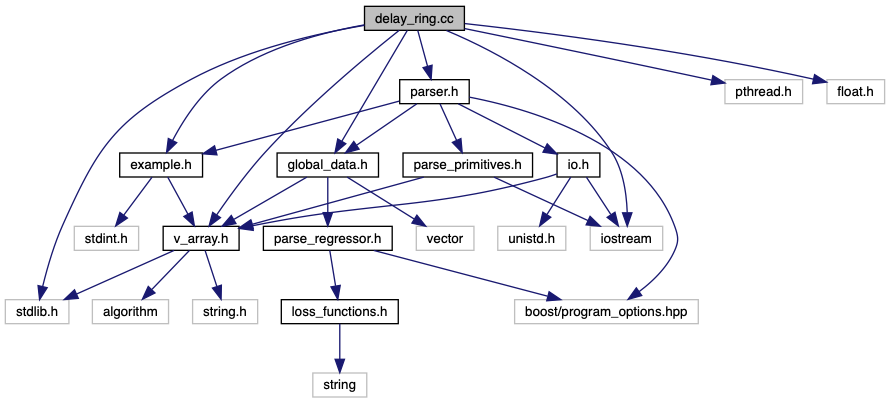 delay_ring.cc
parser.h
pthread.h
float.h
example.h
global_data.h
parse_primitives.h
io.h
stdint.h
v_array.h
parse_regressor.h
vector
unistd.h
iostream
stdlib.h
algorithm
string.h
loss_functions.h
boost/program_options.hpp
string